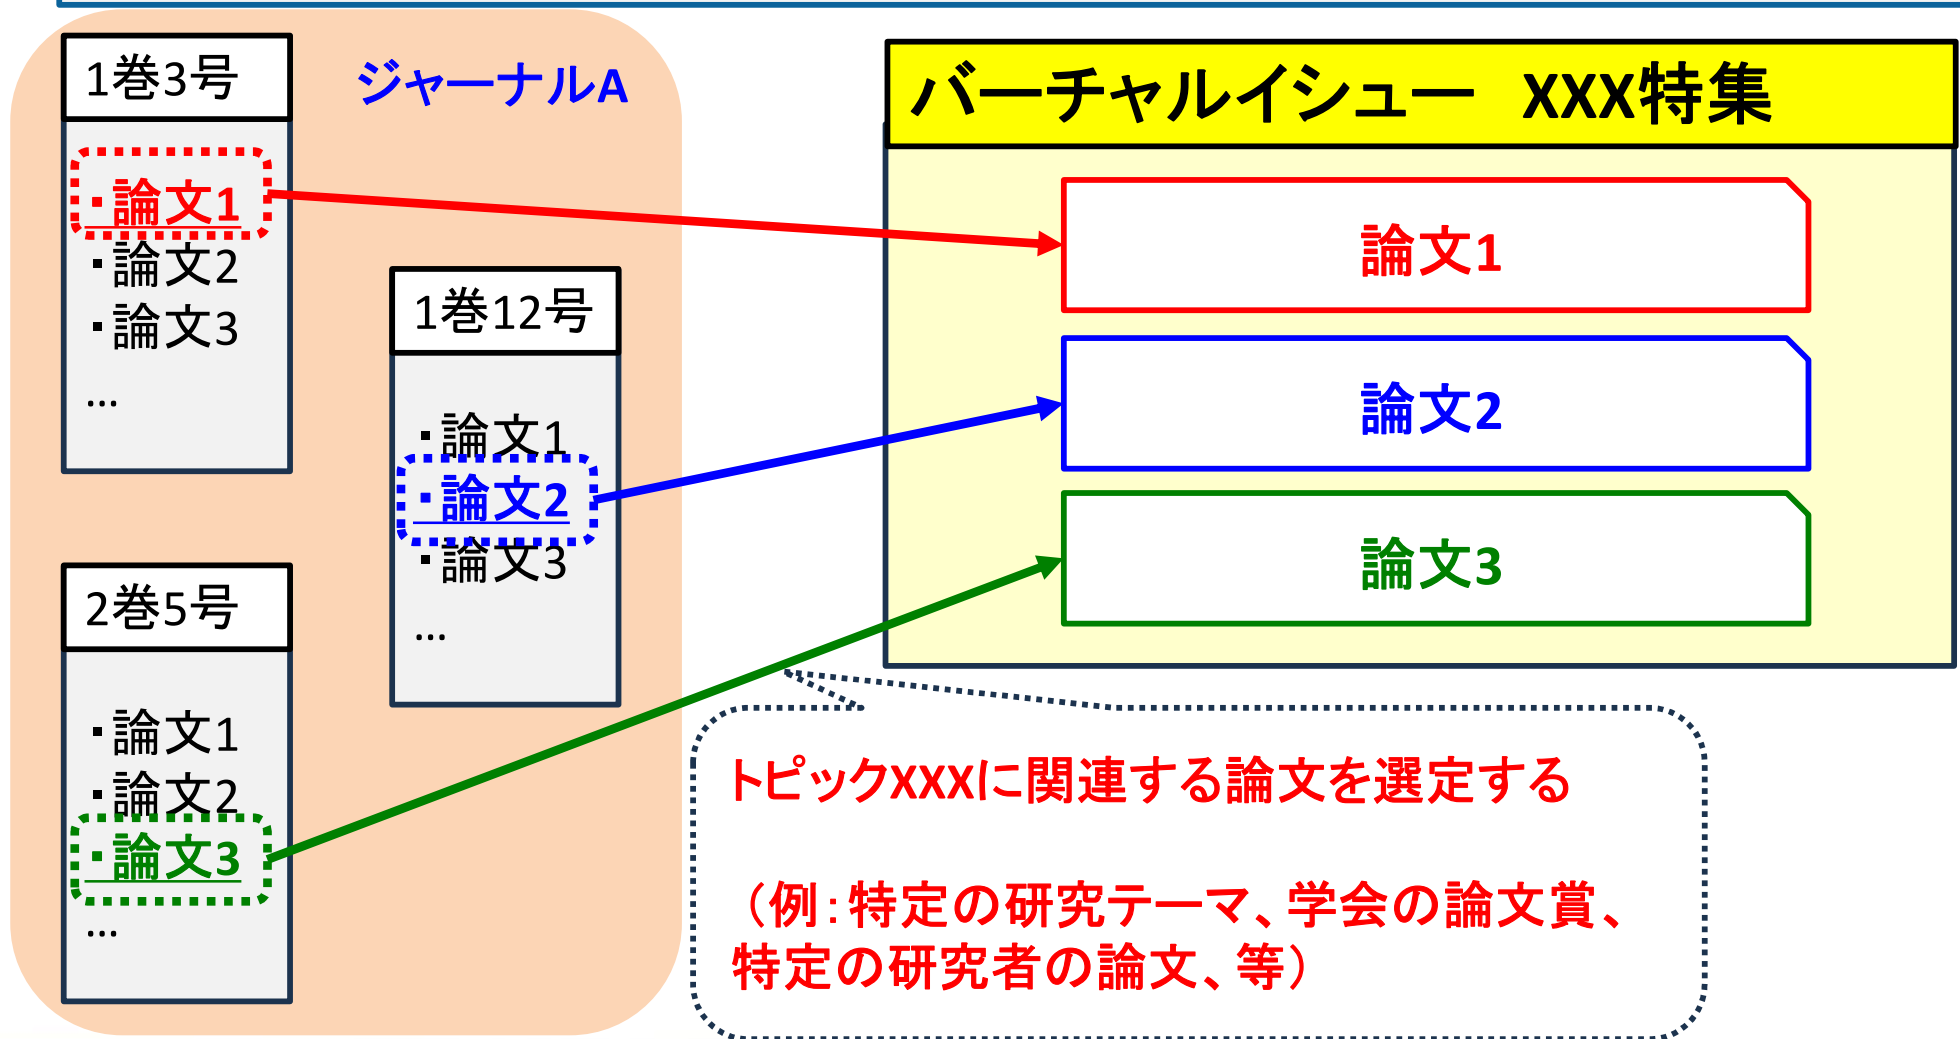 1巻3号
・論文1
・論文2
・論文3
…
ジャーナルA
1巻12号
・論文1
・論文2
・論文3
…
2巻5号
・論文1
・論文2
・論文3
…
バーチャルイシュー　XXX特集
論文1
論文2
論文3
トピックXXXに関連する論文を選定する
（例：特定の研究テーマ、学会の論文賞、
特定の研究者の論文、等）